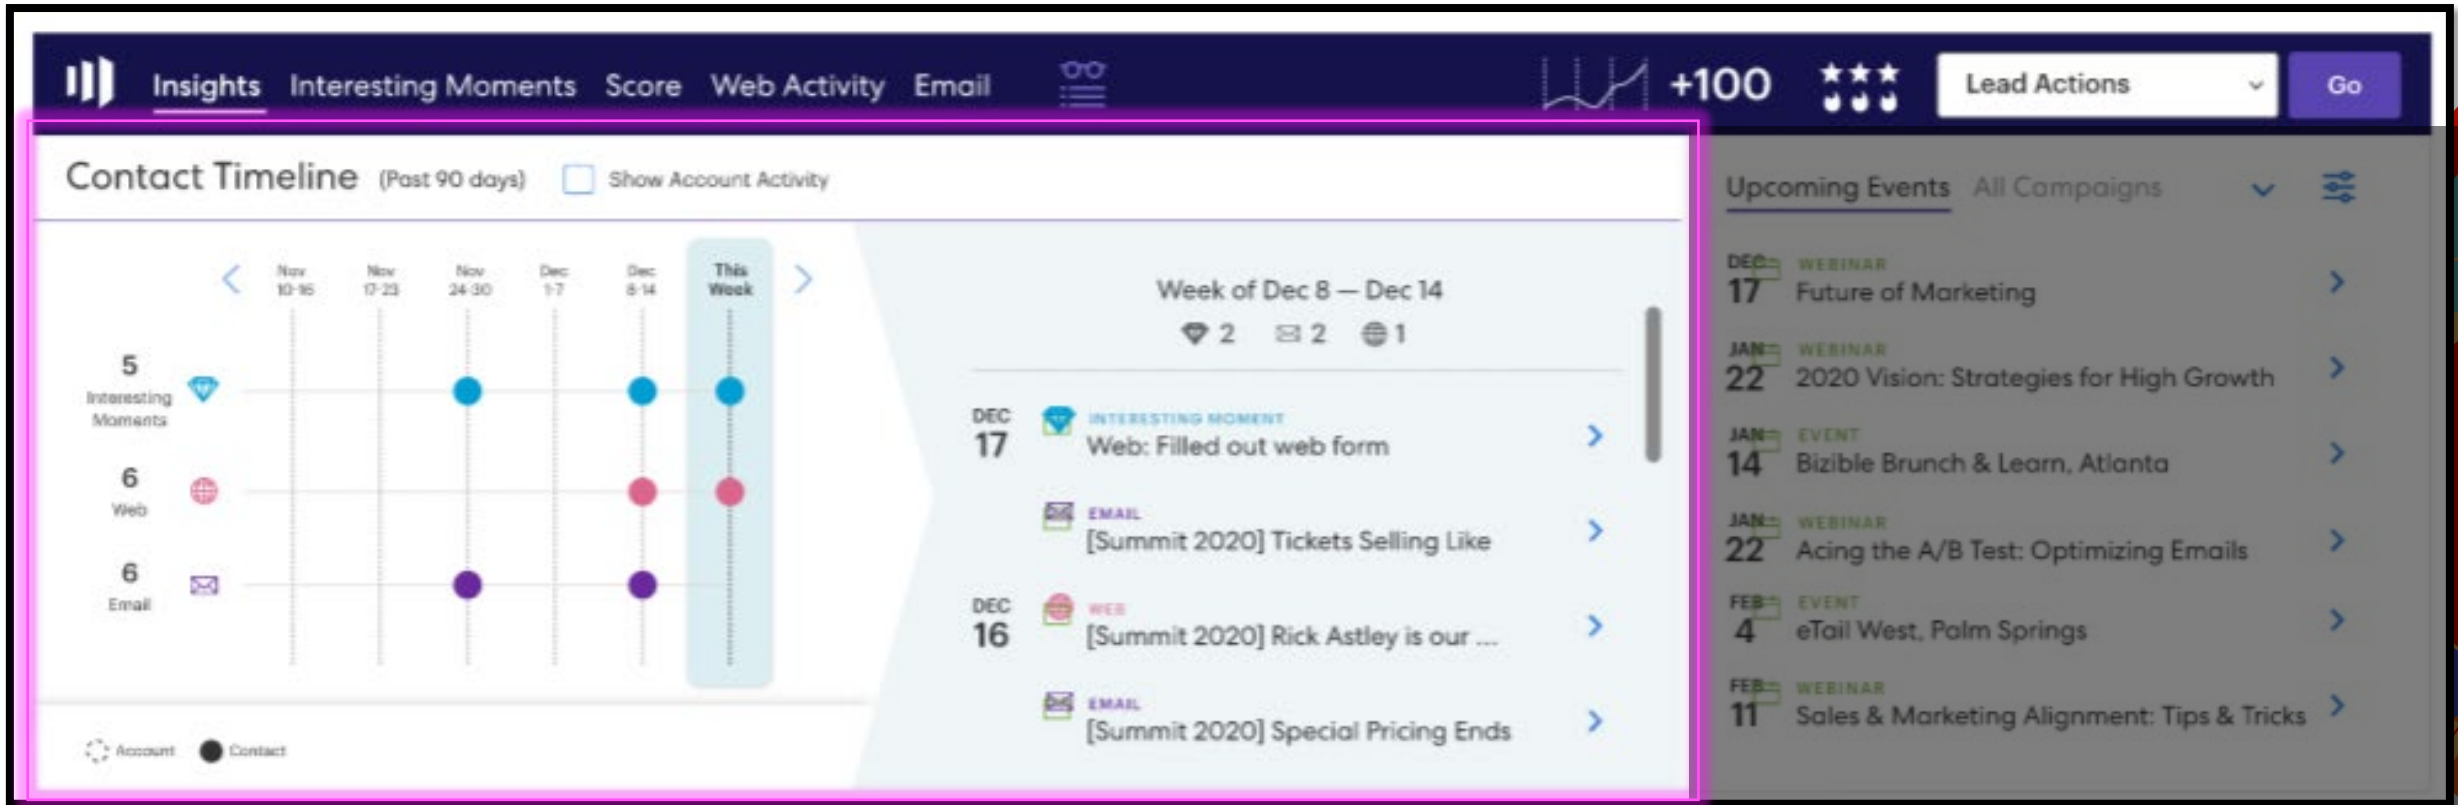 Insights Interesting Moments Score Web Activity Email +100 Lead Actions Go
Contact Timeline (Past 90 days) Show Account Activity
Nov 10-16
Nov 17-23
Nov 24-30
Dec 1-7
Dec 8-14
This Week
5
Interesting
Moments
6
Web
6
Email
Account Contact
Week of Dec 8 — Dec 14
2 2 1
DEC 17
INTERESTING MOMENT
Web: Filled out web form
EMAIL
[Summit 2020] Tickets Selling Like
DEC 16
WEB
[Summit 2020] Rick Astley is our ...
EMAIL
[Summit 2020] Special Pricing Ends
Upcoming Events All Campaigns
DEC 17
WEBINAR
Future of Marketing
JAN 22
WEBINAR
2020 Vision: Strategies for High Growth
JAN 14
EVENT
Bizible Brunch & Learn, Atlanta
JAN 22
WEBINAR
Acing the A/B Test: Optimizing Emails
FEB 4
EVENT
eTail West, Palm Springs
FEB 11
WEBINAR
Sales & Marketing Alignment: Tips & Tricks